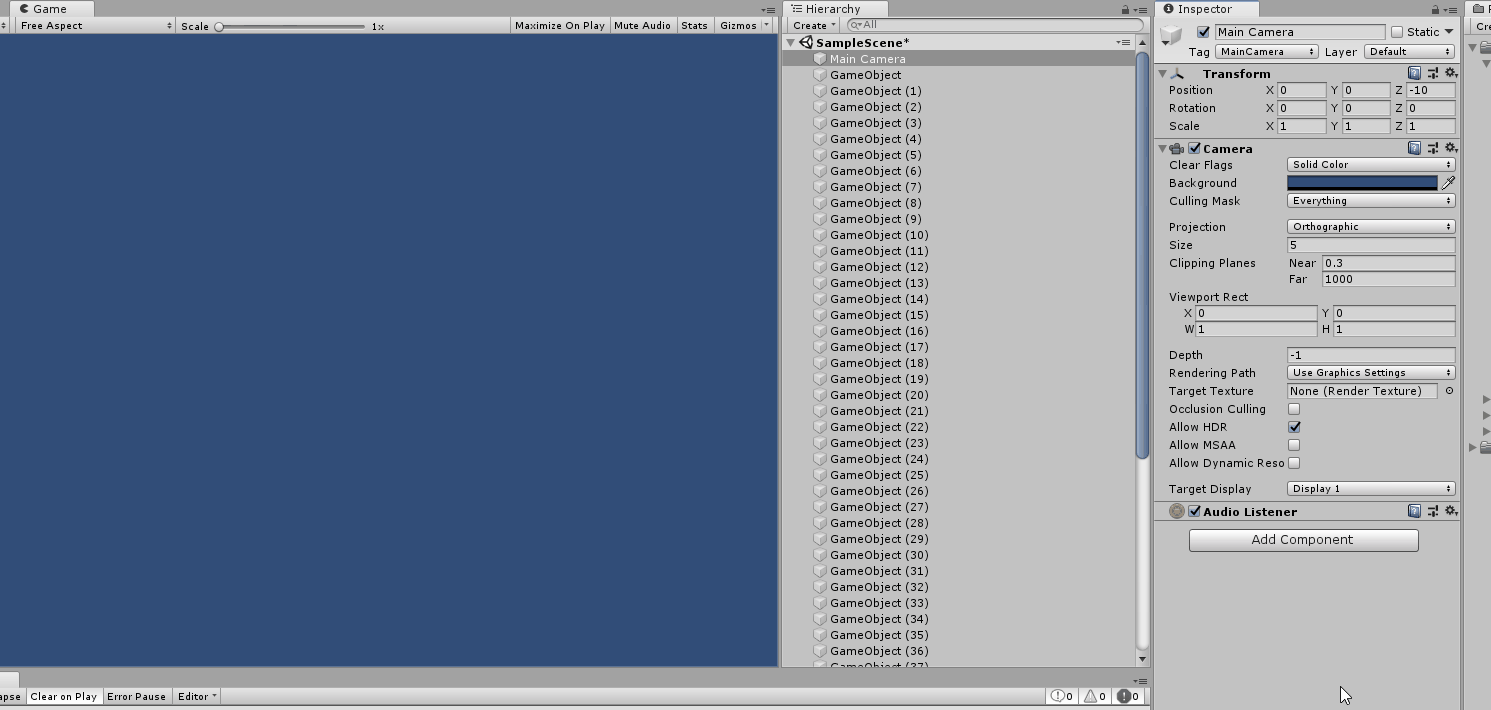 Game
Free Aspect Scale 1x Maximize On Play Mute Audio Stats Gizmos
Hierarchy
Create All
SampleScene*
Main Camera
GameObject
GameObject (1)
GameObject (2)
GameObject (3)
GameObject (4)
GameObject (5)
GameObject (6)
GameObject (7)
GameObject (8)
GameObject (9)
GameObject (10)
GameObject (11)
GameObject (12)
GameObject (13)
GameObject (14)
GameObject (15)
GameObject (16)
GameObject (17)
GameObject (18)
GameObject (19)
GameObject (20)
GameObject (21)
GameObject (22)
GameObject (23)
GameObject (24)
GameObject (25)
GameObject (26)
GameObject (27)
GameObject (28)
GameObject (29)
GameObject (30)
GameObject (31)
GameObject (32)
GameObject (33)
GameObject (34)
GameObject (35)
GameObject (36)
GameObject (37)
Inspector
Main Camera Static
Tag MainCamera Layer Default
Transform
Position X 0 Y 0 Z -10
Rotation X 0 Y 0 Z 0
Scale X 1 Y 1 Z 1
Camera
Clear Flags Solid Color
Background
Culling Mask Everything
Projection Orthographic
Size 5
Clipping Planes Near 0.3
Far 1000
Viewport Rect
X 0 Y 0
W 1 H 1
Depth -1
Rendering Path Use Graphics Settings
Target Texture None (Render Texture)
Occlusion Culling
Allow HDR
Allow MSAA
Allow Dynamic Reso
Target Display Display 1
Audio Listener
Add Component
Cre
apse Clear on Play Error Pause Editor 0 0 0